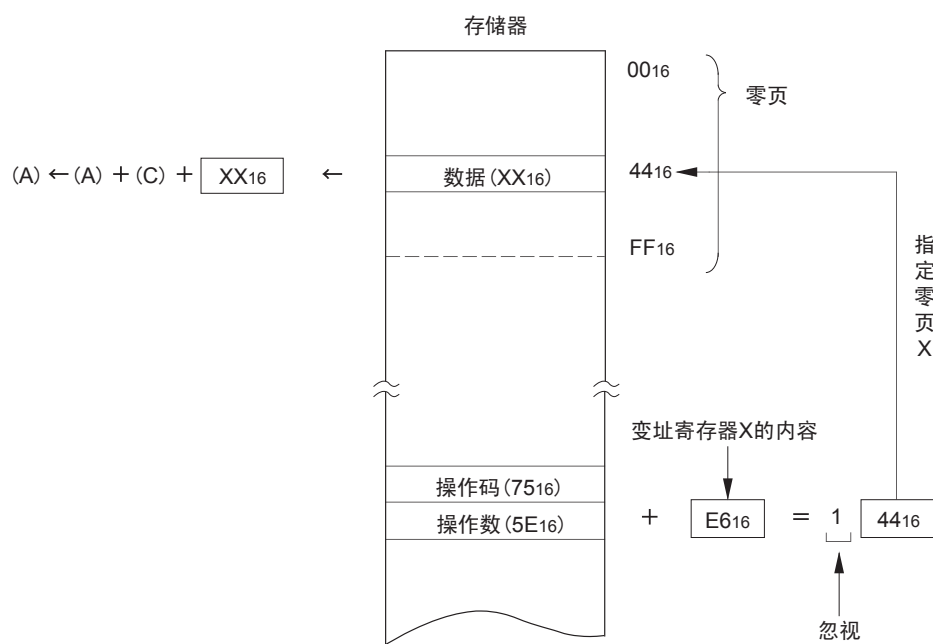 存储器
0016
零页
(A) ←(A) + (C) + XX16 ← 数据(XX16) 4416
FF16
指定零页X
变址寄存器X的内容
操作码(7516)
操作数(5E16) + E616 = 1 4416
忽视